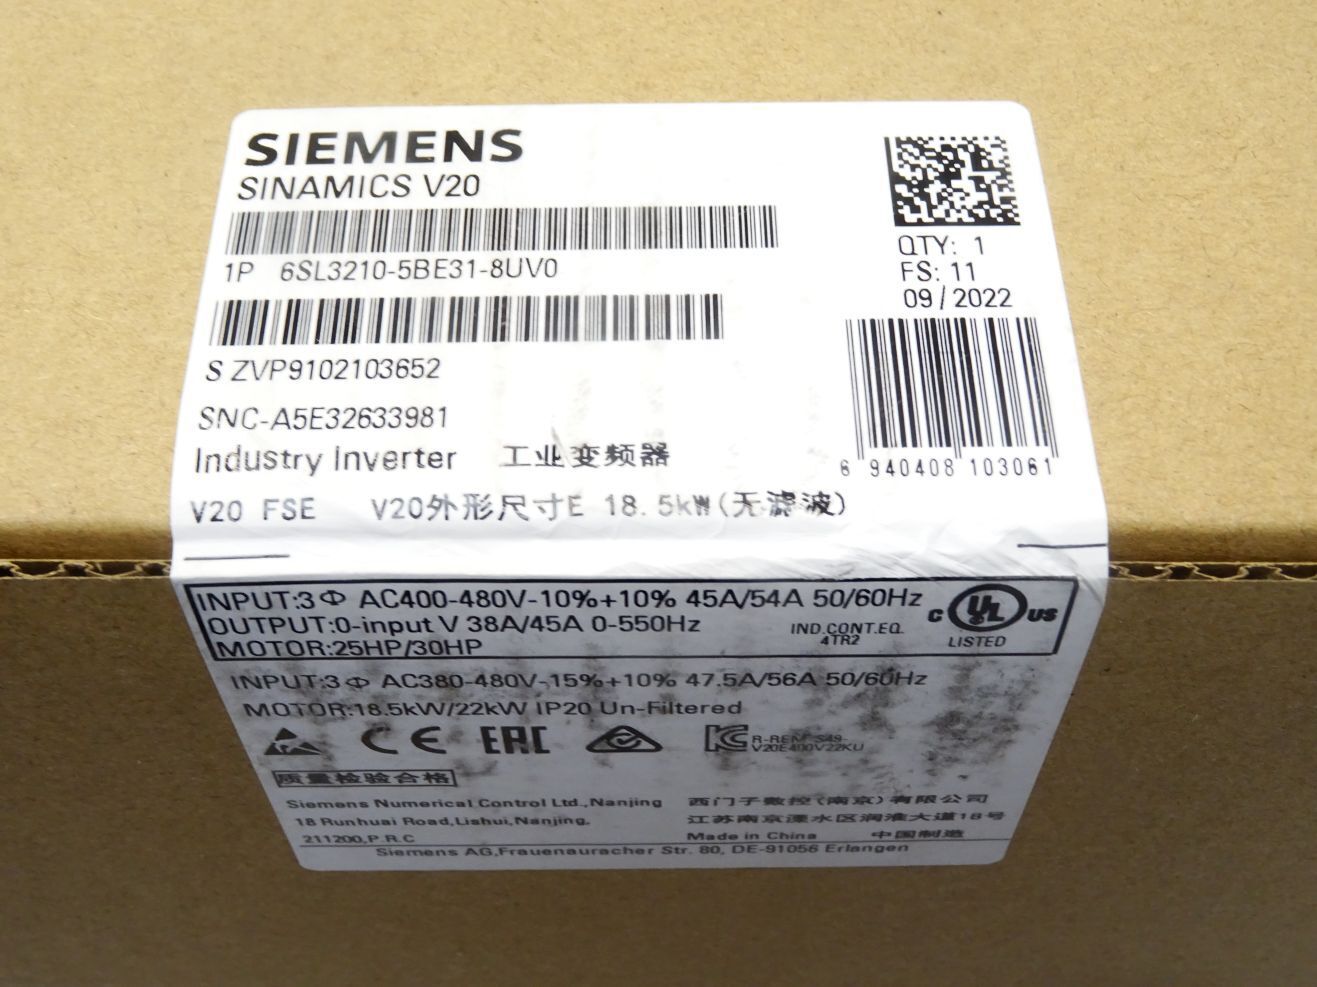 SIEMENS
SINAMICS V20
1P 6SL3210-5BE31-8UV0
S ZVP9102103652
SNC-A5E32633981
Industry Inverter 工业变频器
V20 FSE V20外形尺寸E 18.5kW(无滤波)
QTY: 1
FS: 11
09/2022
6 940408 103061
INPUT:3Φ AC400-480V-10%+10% 45A/54A 50/60Hz
OUTPUT:0-input V 38A/45A 0-550Hz
MOTOR:25HP/30HP
IND.CONT.EQ.
4TR2
C UL US
LISTED
INPUT:3Φ AC380-480V-15%+10% 47.5A/56A 50/60Hz
MOTOR:18.5kW/22kW IP20 Un-Filtered
CE EAC
R-REM-S49-
V20E400V22KU
质量检验合格
Siemens Numerical Control Ltd.,Nanjing
18 Runhuai Road,Lishui,Nanjing,
211200,P.R.C
西门子数控(南京)有限公司
江苏南京溧水区润淮大道18号
Made in China 中国制造
Siemens AG,Frauenauracher Str. 80, DE-91056 Erlangen